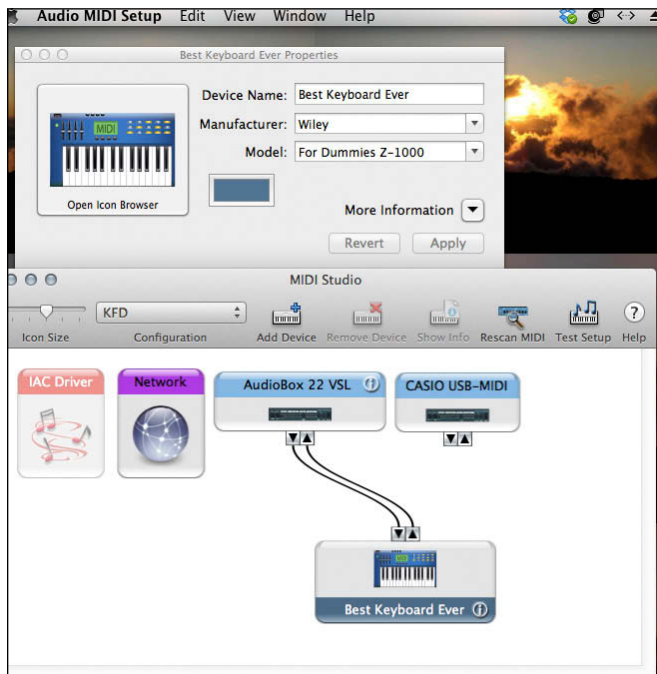 Audio MIDI Setup Edit View Window Help
Best Keyboard Ever Properties
Device Name: Best Keyboard Ever
Manufacturer: Wiley
Model: For Dummies Z-1000
MIDI
Open Icon Browser
More Information
Revert Apply
MIDI Studio
KFD
Icon Size Configuration Add Device Remove Device Show Info Rescan MIDI Test Setup Help
IAC Driver Network AudioBox 22 VSL CASIO USB-MIDI
Best Keyboard Ever